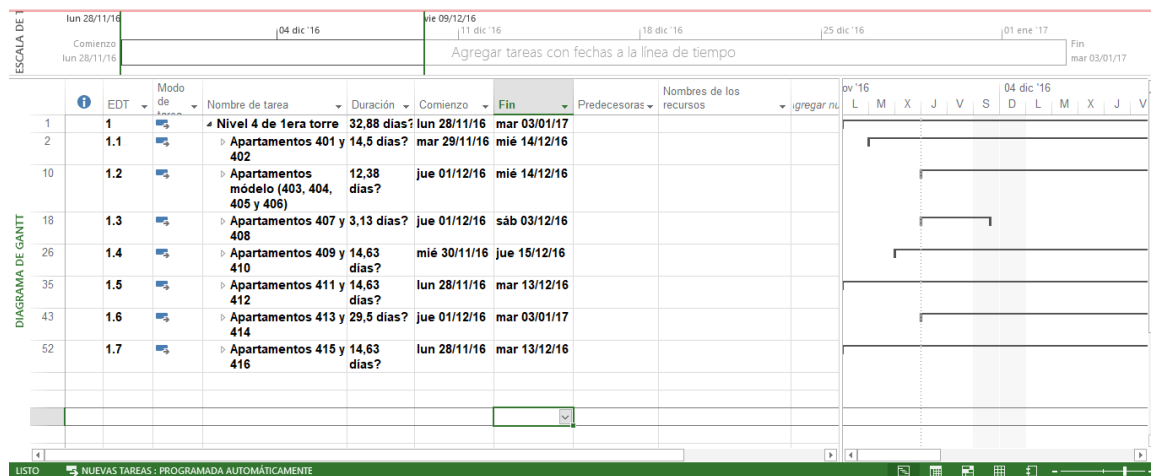 ESCALA DE T
lun 28/11/16
vie 09/12/16
04 dic '16
11 dic '16
18 dic '16
25 dic '16
01 ene '17
Comienzo
lun 28/11/16
Agregar tareas con fechas a la línea de tiempo
Fin
mar 03/01/17
DIAGRAMA DE GANTT
EDT
Modo de tarea
Nombre de tarea
Duración
Comienzo
Fin
Predecesoras
Nombres de los recursos
Agregar nu
ov '16
04 dic '16
L M X J V S D L M X J V
1 1 Nivel 4 de 1era torre 32,88 días? lun 28/11/16 mar 03/01/17
2 1.1 Apartamentos 401 y 14,5 días? mar 29/11/16 mié 14/12/16
402
10 1.2 Apartamentos 12,38 jue 01/12/16 mié 14/12/16
módelo (403, 404, días?
405 y 406)
18 1.3 Apartamentos 407 y 3,13 días? jue 01/12/16 sáb 03/12/16
408
26 1.4 Apartamentos 409 y 14,63 mié 30/11/16 jue 15/12/16
410 días?
35 1.5 Apartamentos 411 y 14,63 lun 28/11/16 mar 13/12/16
412 días?
43 1.6 Apartamentos 413 y 29,5 días? jue 01/12/16 mar 03/01/17
414
52 1.7 Apartamentos 415 y 14,63 lun 28/11/16 mar 13/12/16
416 días?
LISTO
NUEVAS TAREAS : PROGRAMADA AUTOMÁTICAMENTE